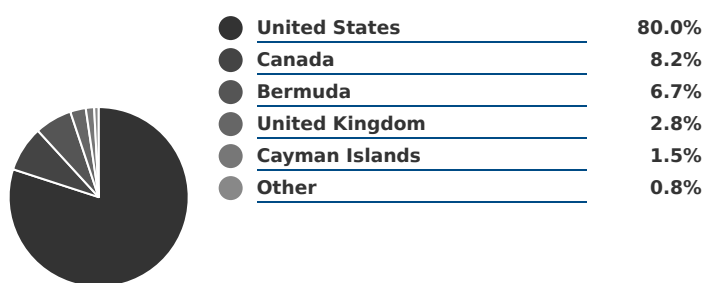 United States 80.0%
Canada 8.2%
Bermuda 6.7%
United Kingdom 2.8%
Cayman Islands 1.5%
Other 0.8%